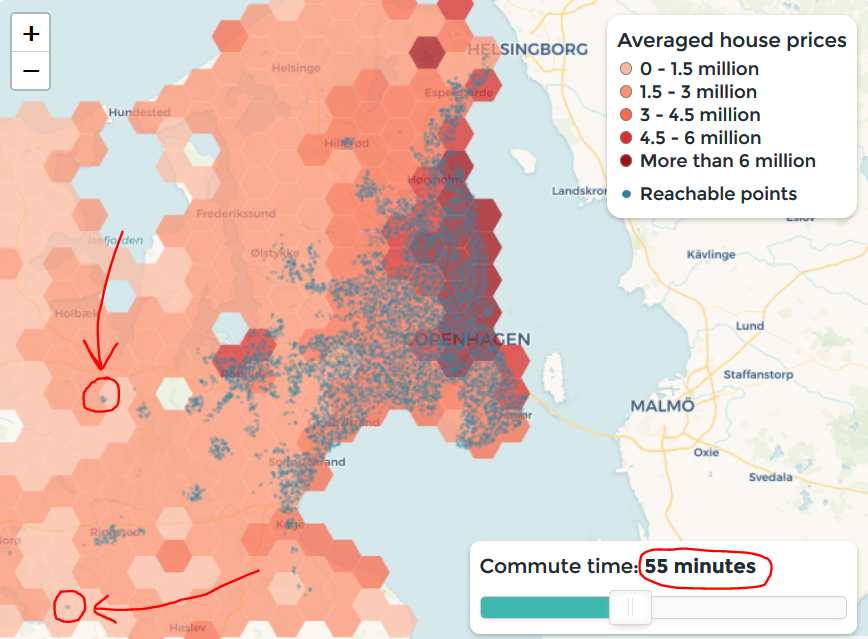 +
−
HELSINGBORG
Averaged house prices
0 - 1.5 million
1.5 - 3 million
3 - 4.5 million
4.5 - 6 million
More than 6 million
Reachable points
Helsinge
Hundested
Hillerød
Hørsholm
Landskron
Frederikssund
Eslöv
Isefjorden
Ølstykke
Kävlinge
Holbæk
Lund
COPENHAGEN
Staffanstorp
MALMÖ
Oxie
Solrød Strand
Svedala
Køge
Ringsted
Commute time: 55 minutes
Haslev